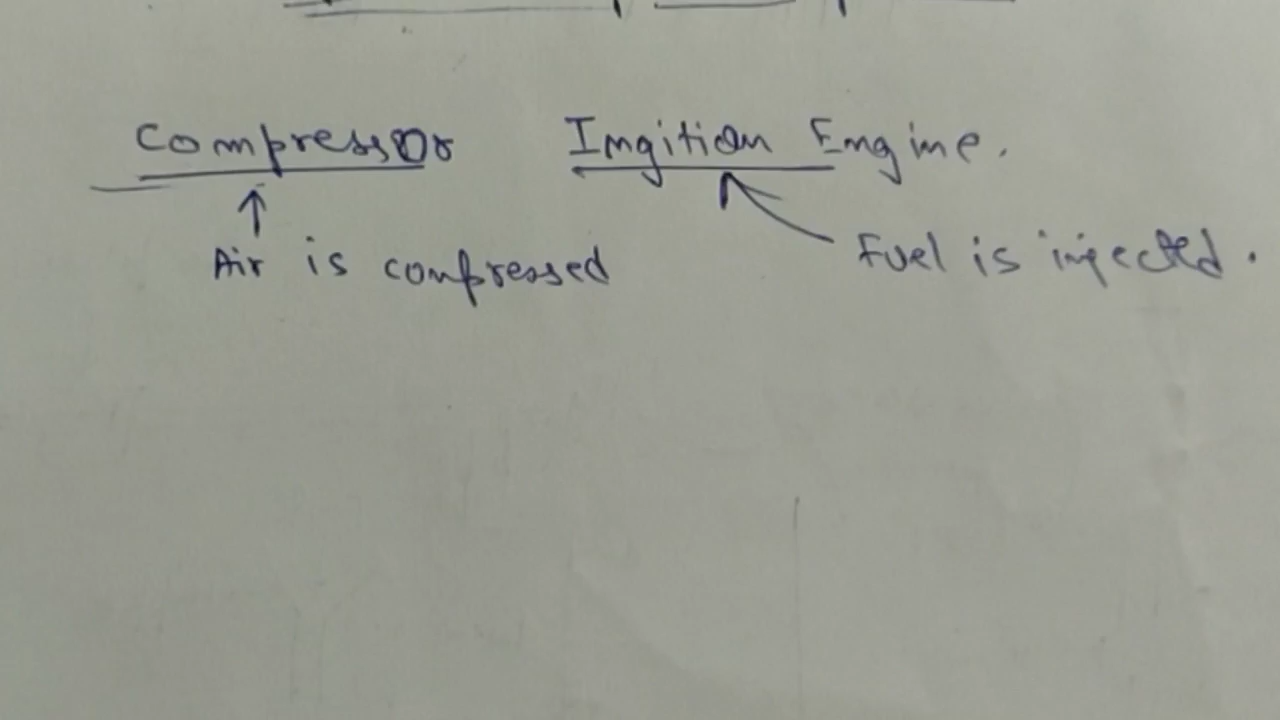 Compressor Imgition Engine.
Air is compressed
Fuel is injected.